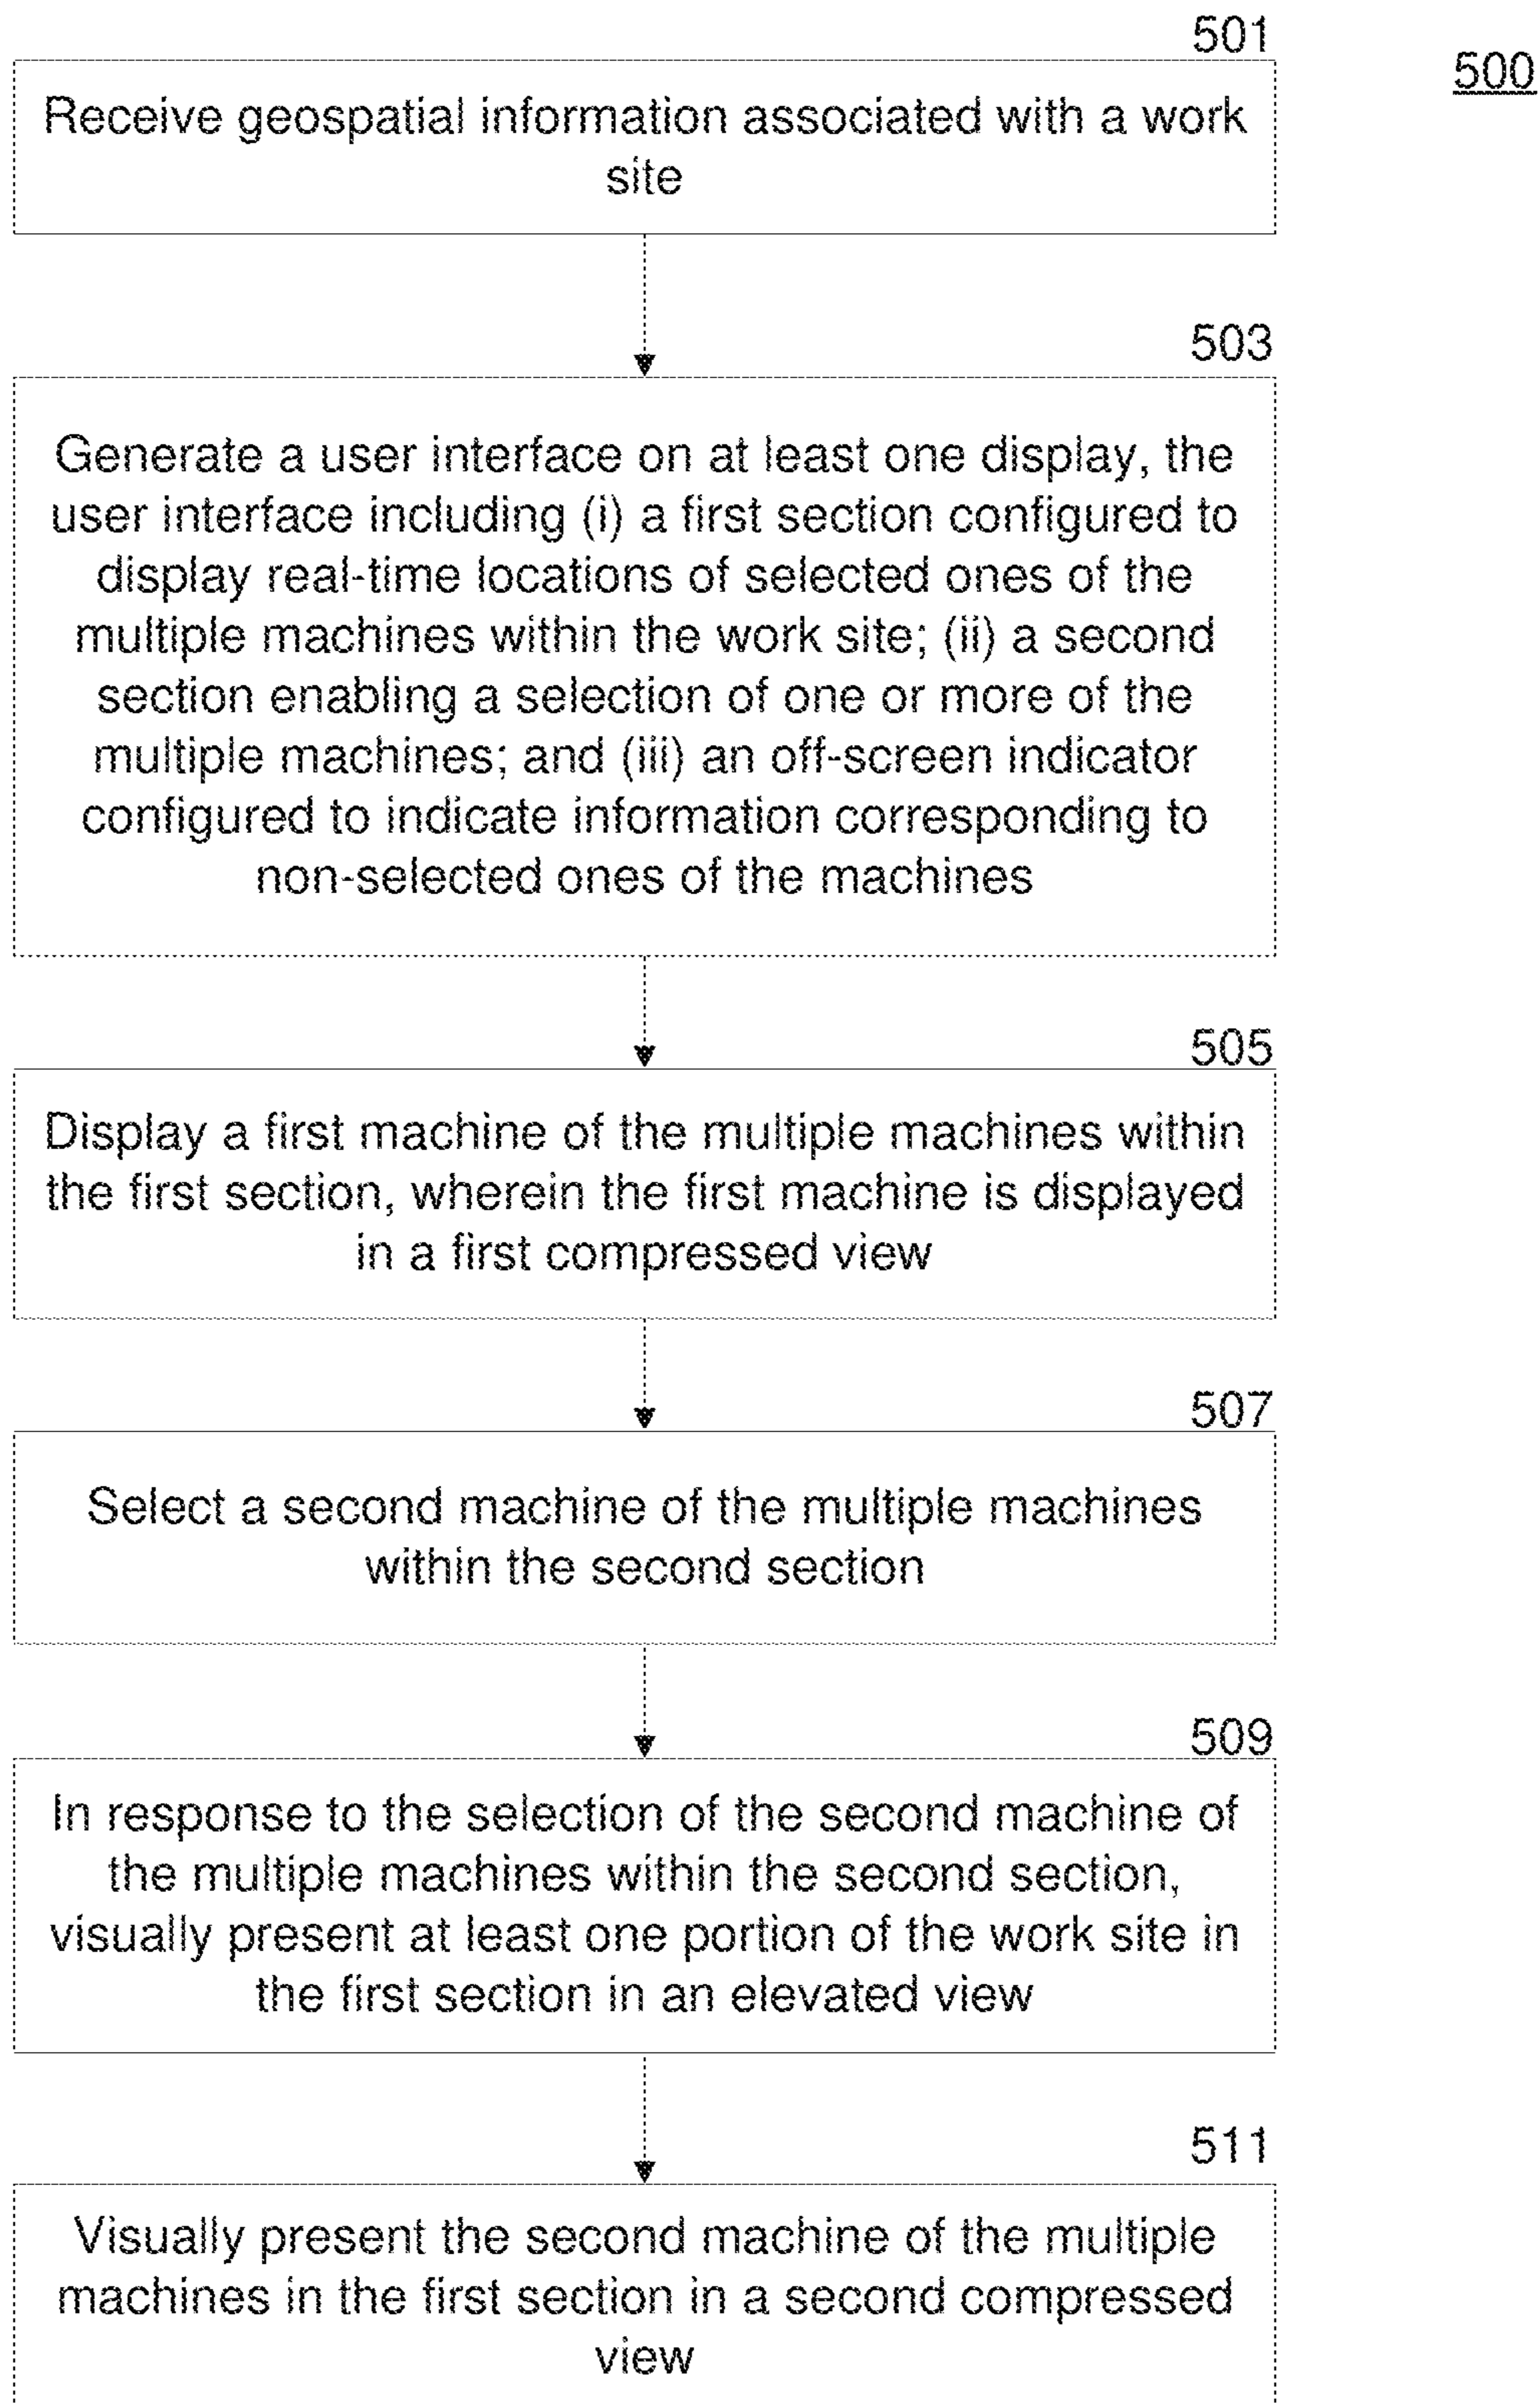 501
500
Receive geospatial information associated with a work
site
503
Generate a user interface on at least one display, the
user interface including (i) a first section configured to
display real-time locations of selected ones of the
multiple machines within the work site; (ii) a second
section enabling a selection of one or more of the
multiple machines; and (iii) an off-screen indicator
configured to indicate information corresponding to
non-selected ones of the machines
505
Display a first machine of the multiple machines within
the first section, wherein the first machine is displayed
in a first compressed view
507
Select a second machine of the multiple machines
within the second section
509
In response to the selection of the second machine of
the multiple machines within the second section,
visually present at least one portion of the work site in
the first section in an elevated view
511
Visually present the second machine of the multiple
machines in the first section in a second compressed
view